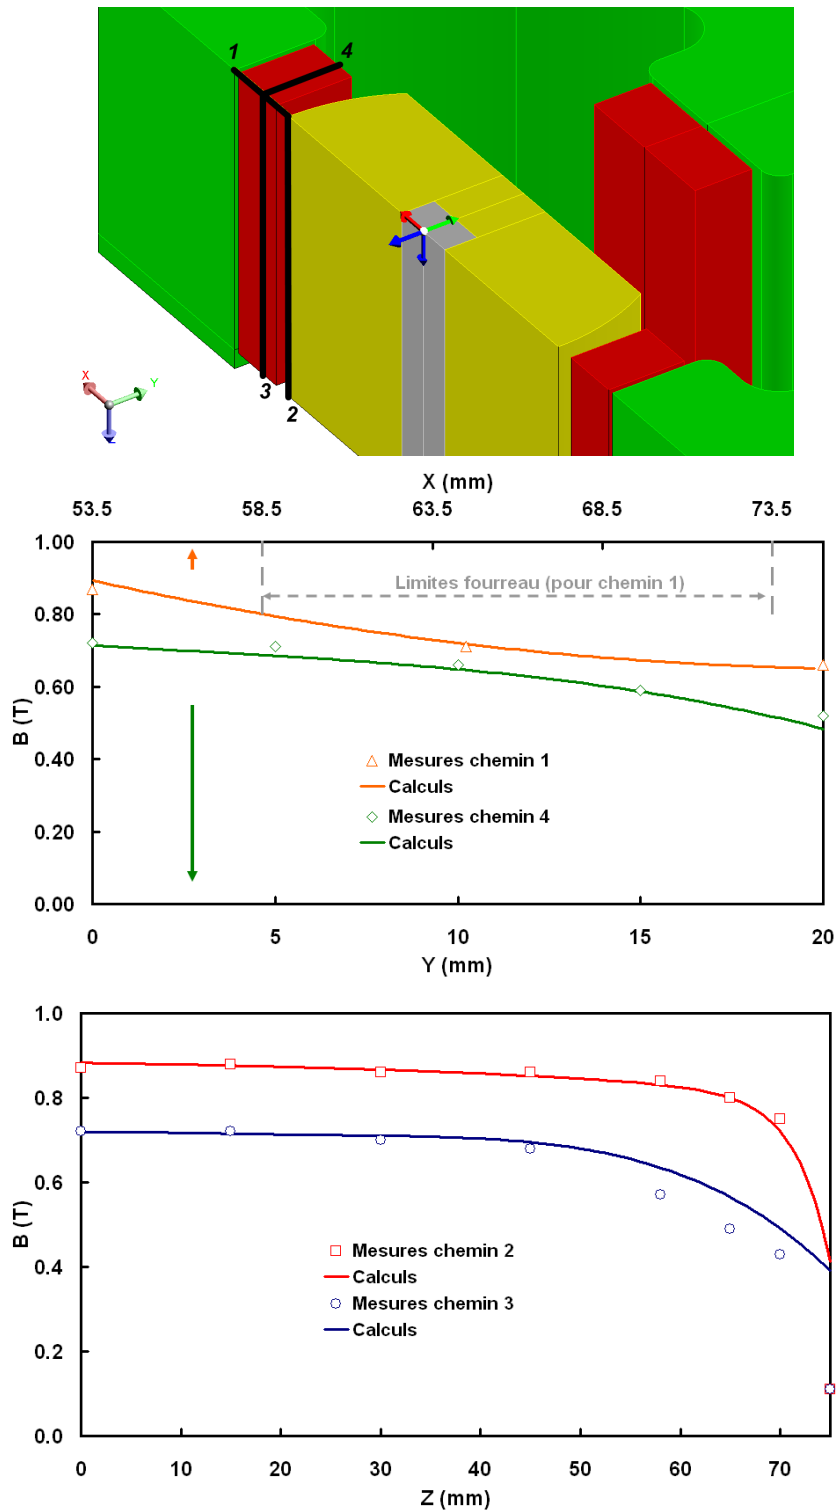 1
4
3
2
X
Y
Z
X (mm)
53.5 58.5 63.5 68.5 73.5
1.00
Limites fourreau (pour chemin 1)
0.80
0.60
B (T)
Mesures chemin 1
0.40
Calculs
Mesures chemin 4
0.20
Calculs
0.00
0 5 10 15 20
Y (mm)
1.0
0.8
0.6
B (T)
Mesures chemin 2
0.4
Calculs
Mesures chemin 3
Calculs
0.2
0.0
0 10 20 30 40 50 60 70
Z (mm)